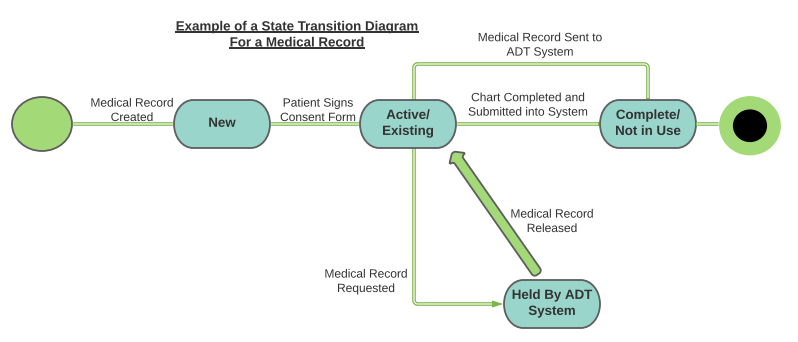 Example of a State Transition Diagram
For a Medical Record
Medical Record Sent to
ADT System
Medical Record
Created
New
Patient Signs
Consent Form
Active/
Existing
Chart Completed and
Submitted into System
Complete/
Not in Use
Medical Record
Released
Medical Record
Requested
Held By ADT
System